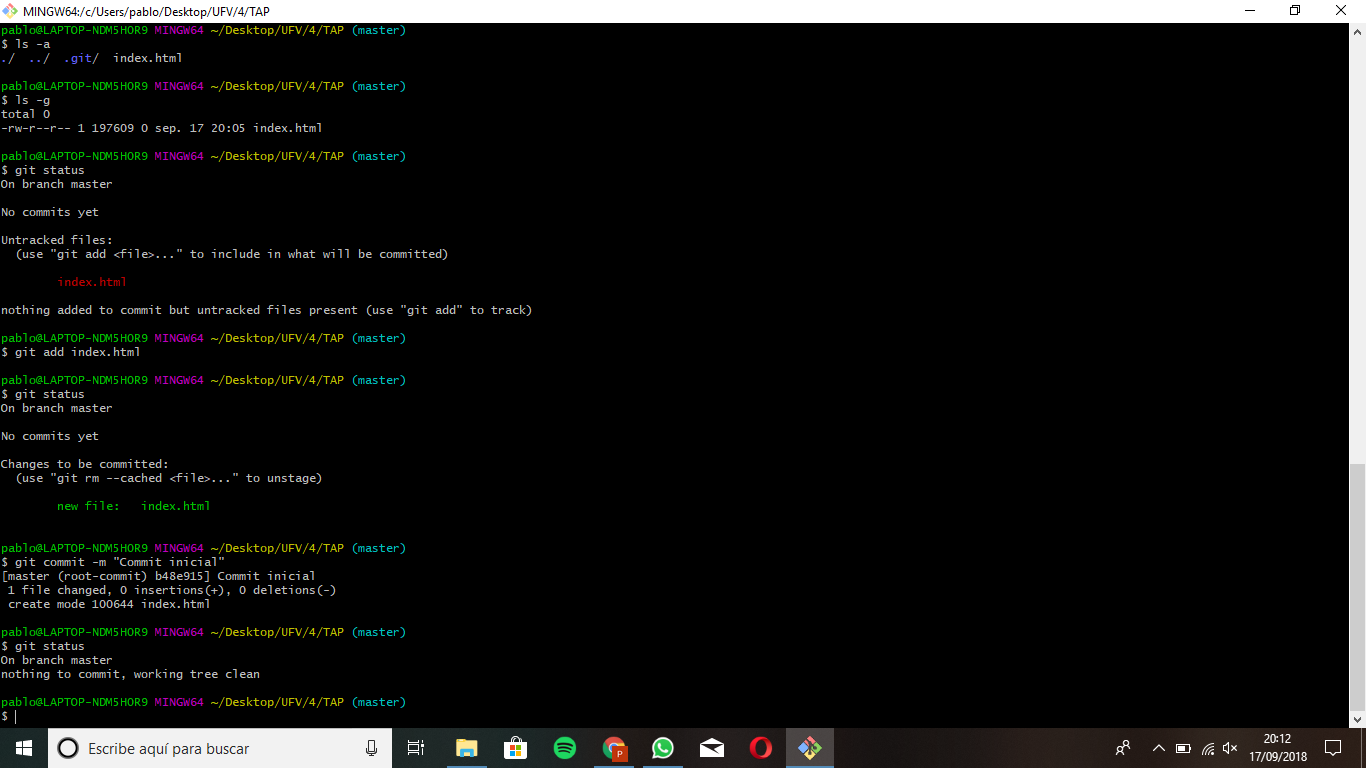 MINGW64:/c/Users/pablo/Desktop/UFV/4/TAP
pablo@LAPTOP-NDM5HOR9 MINGW64 ~/Desktop/UFV/4/TAP (master)
$ ls -a
./  ../  .git/  index.html
pablo@LAPTOP-NDM5HOR9 MINGW64 ~/Desktop/UFV/4/TAP (master)
$ ls -g
total 0
-rw-r--r-- 1 197609 0 sep. 17 20:05 index.html
pablo@LAPTOP-NDM5HOR9 MINGW64 ~/Desktop/UFV/4/TAP (master)
$ git status
On branch master
No commits yet
Untracked files:
  (use "git add <file>..." to include in what will be committed)
        index.html
nothing added to commit but untracked files present (use "git add" to track)
pablo@LAPTOP-NDM5HOR9 MINGW64 ~/Desktop/UFV/4/TAP (master)
$ git add index.html
pablo@LAPTOP-NDM5HOR9 MINGW64 ~/Desktop/UFV/4/TAP (master)
$ git status
On branch master
No commits yet
Changes to be committed:
  (use "git rm --cached <file>..." to unstage)
        new file:   index.html
pablo@LAPTOP-NDM5HOR9 MINGW64 ~/Desktop/UFV/4/TAP (master)
$ git commit -m "Commit inicial"
[master (root-commit) b48e915] Commit inicial
 1 file changed, 0 insertions(+), 0 deletions(-)
 create mode 100644 index.html
pablo@LAPTOP-NDM5HOR9 MINGW64 ~/Desktop/UFV/4/TAP (master)
$ git status
On branch master
nothing to commit, working tree clean
pablo@LAPTOP-NDM5HOR9 MINGW64 ~/Desktop/UFV/4/TAP (master)
$
Escribe aquí para buscar
P
20:12
17/09/2018